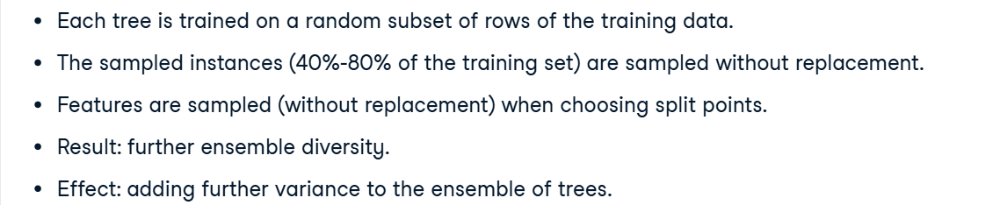 • Each tree is trained on a random subset of rows of the training data.
• The sampled instances (40%-80% of the training set) are sampled without replacement.
• Features are sampled (without replacement) when choosing split points.
• Result: further ensemble diversity.
• Effect: adding further variance to the ensemble of trees.